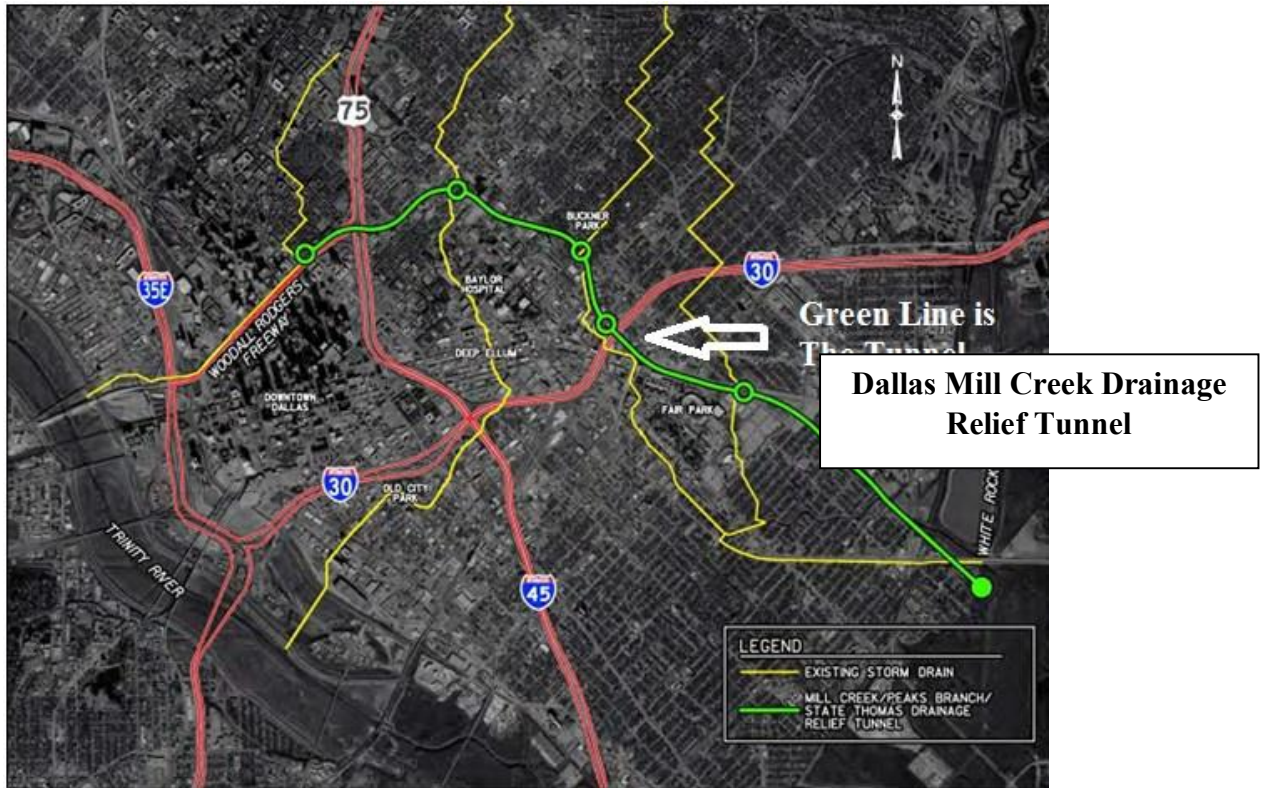 N
75
BUCKNER
PARK
30
35E
BAYLOR
HOSPITAL
Green Line is
The Tunnel
WOODALL RODGERS
FREEWAY
DEEP ELLUM
Dallas Mill Creek Drainage
Relief Tunnel
DOWNTOWN
DALLAS
FAIR PARK
30
OLD CITY
PARK
WHITE ROCK
TRINITY RIVER
45
LEGEND
EXISTING STORM DRAIN
MILL CREEK/PEAKS BRANCH/
STATE THOMAS DRAINAGE
RELIEF TUNNEL